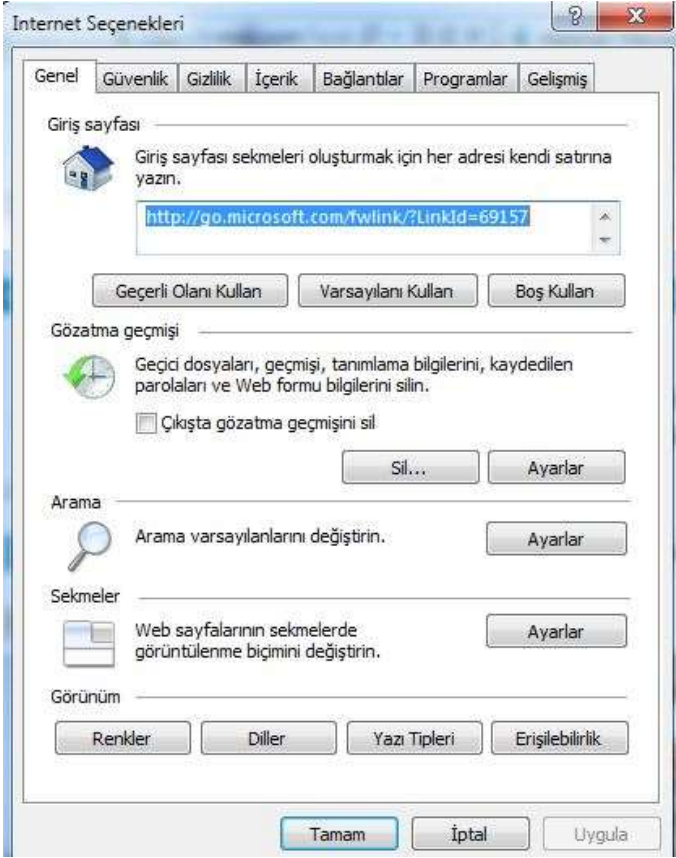 Internet Seçenekleri
Genel Güvenlik Gizlilik İçerik Bağlantılar Programlar Gelişmiş
Giriş sayfası
Giriş sayfası sekmeleri oluşturmak için her adresi kendi satırına
yazın.
http://go.microsoft.com/fwlink/?LinkId=69157
Geçerli Olanı Kullan Varsayılanı Kullan Boş Kullan
Gözatma geçmişi
Geçici dosyaları, geçmişi, tanımlama bilgilerini, kaydedilen
parolaları ve Web formu bilgilerini silin.
Çıkışta gözatma geçmişini sil
Sil... Ayarlar
Arama
Arama varsayılanlarını değiştirin. Ayarlar
Sekmeler
Web sayfalarının sekmelerde Ayarlar
görüntülenme biçimini değiştirin.
Görünüm
Renkler Diller Yazı Tipleri Erişilebilirlik
Tamam İptal Uygula